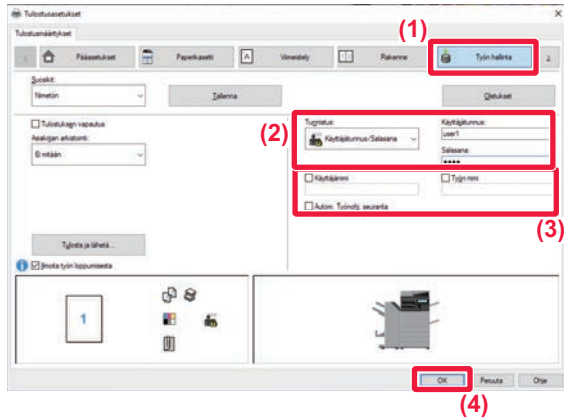 Tulostusasetukset
Tulostusmääritykset
(1)
Pääasetukset
Paperikasetti
Viimeistely
Rakenne
Työn hallinta
Suosikit:
Nimetön
Tallenna
Oletukset
Tulostuksen vapautus
Asiakirjan arkistointi:
Ei mitään
(2)
Tunnistus:
Käyttäjätunnus/Salasana
Käyttäjätunnus:
user1
Salasana:
••••
Käyttäjänimi
Työn nimi
Autom. Työnohj. seuranta
(3)
Tulosta ja lähetä...
Ilmoita työn loppumisesta
1
OK
Peruuta
Ohje
(4)